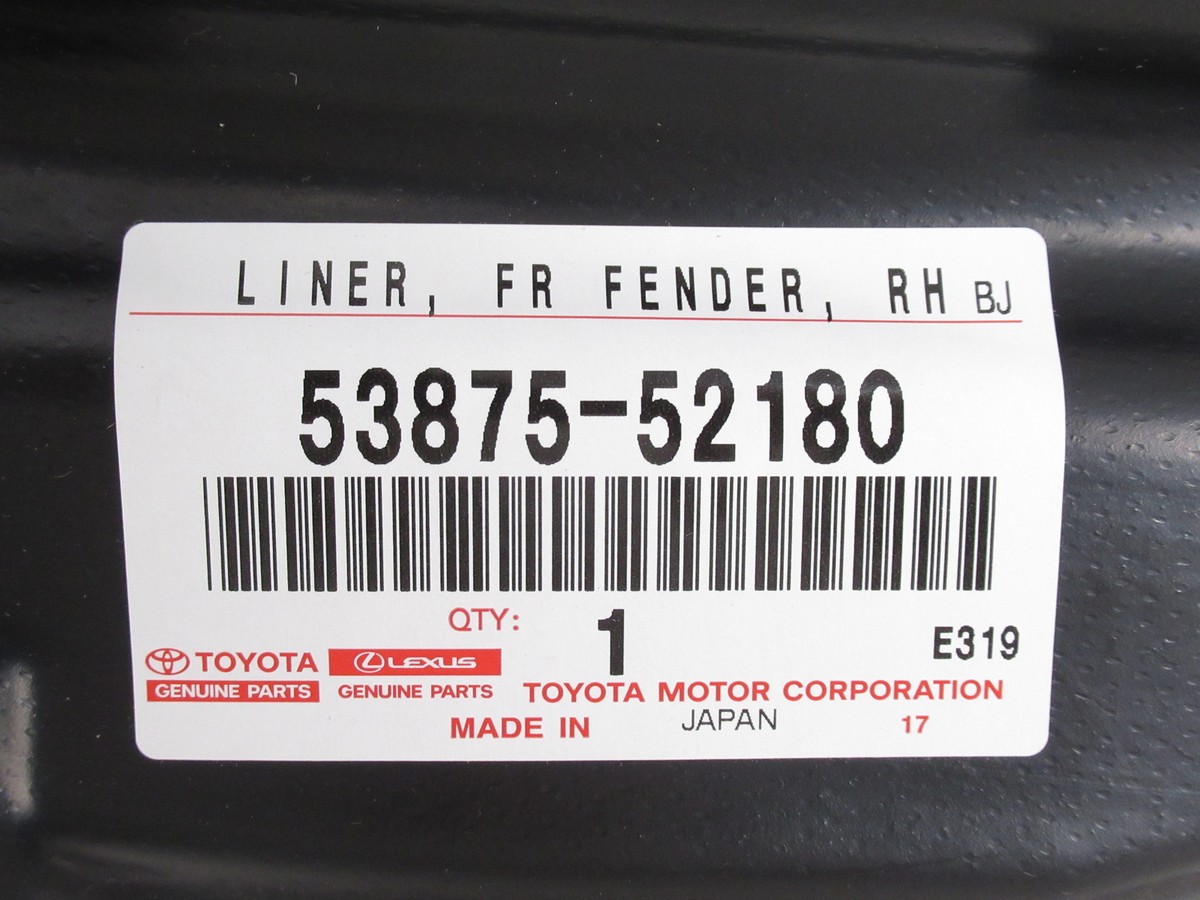 LINER, FR FENDER, RH BJ
53875-52180
QTY: 1
E319
TOYOTA LEXUS
GENUINE PARTS GENUINE PARTS TOYOTA MOTOR CORPORATION
MADE IN JAPAN 17